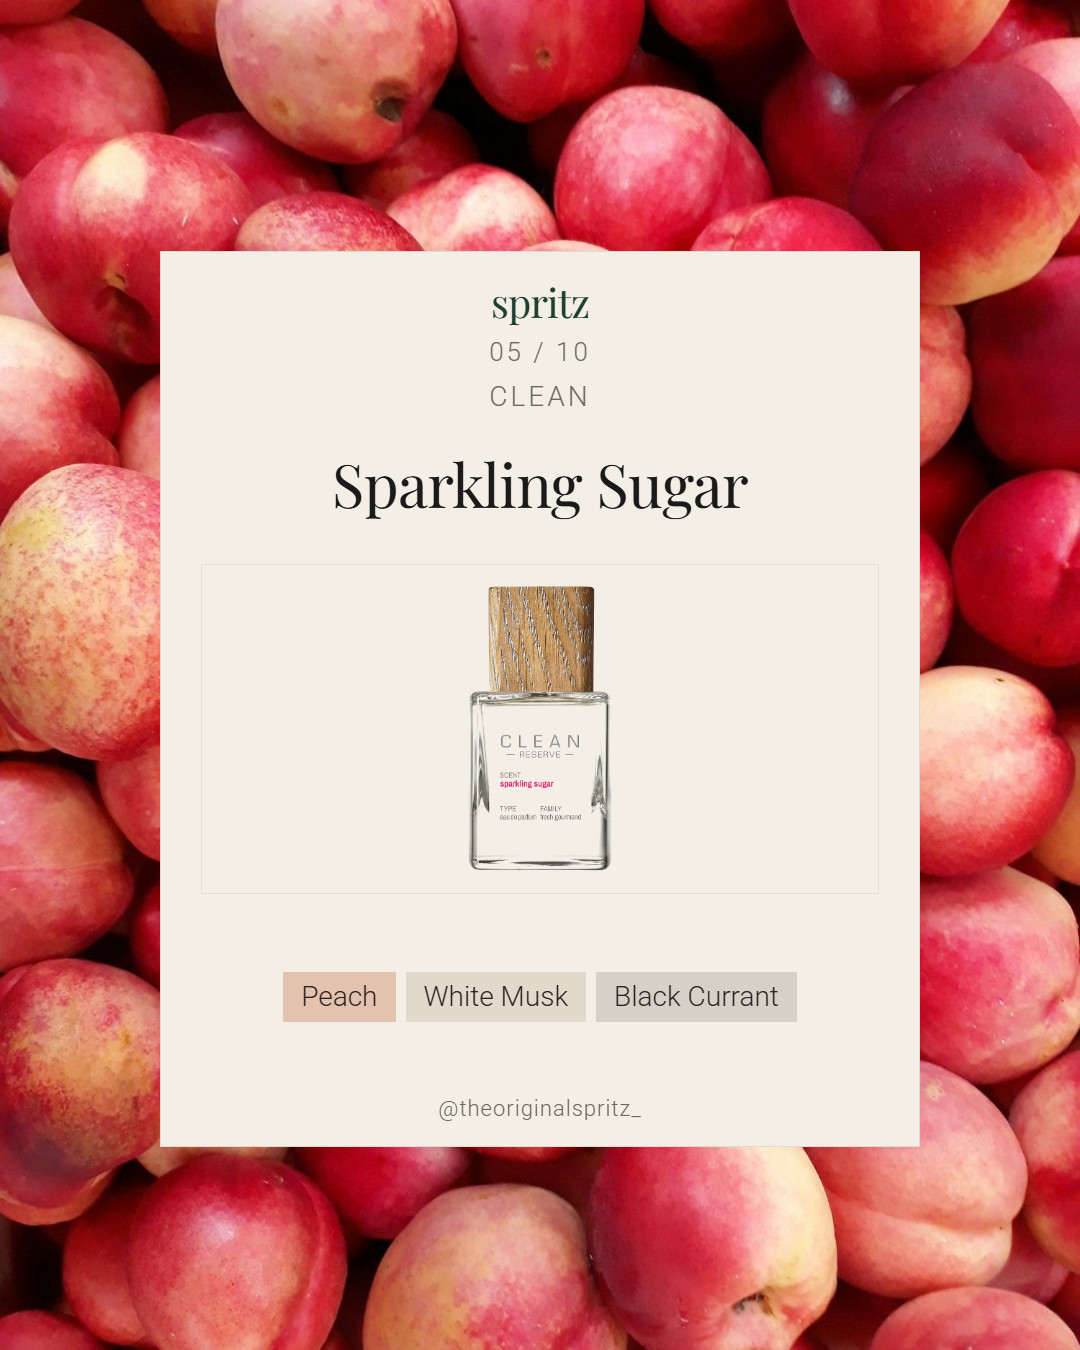 spritz
05 / 10
CLEAN
Sparkling Sugar
CLEAN
RESERVE
SCENT
sparkling sugar
TYPE FAMILY
eau de parfum fresh gourmand
Peach White Musk Black Currant
@theoriginalspritz_